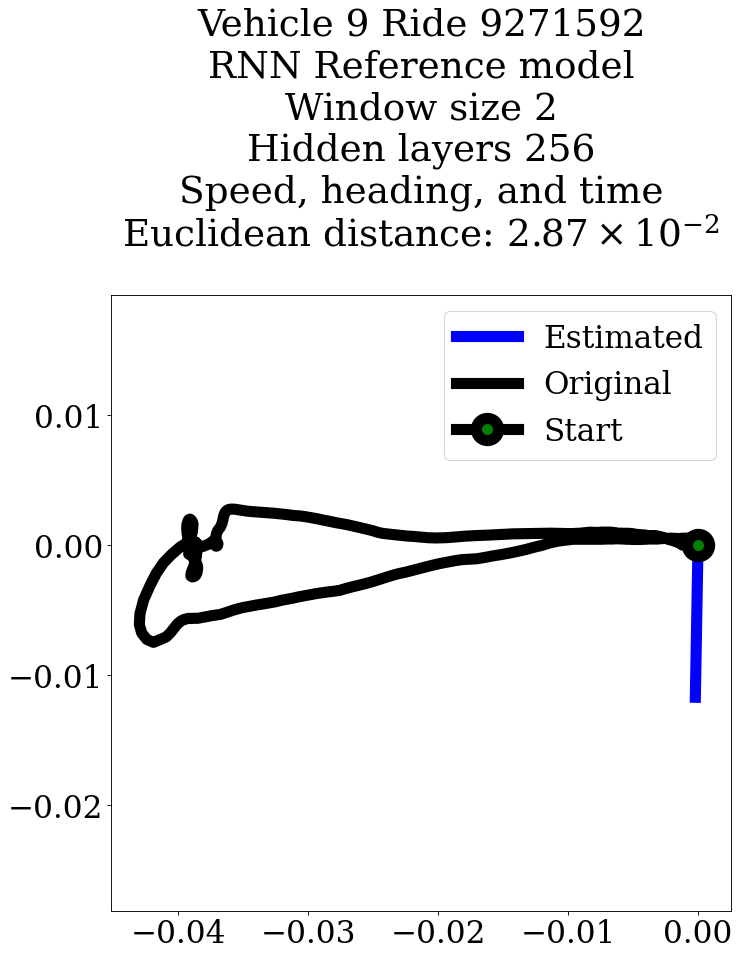 Vehicle 9 Ride 9271592
RNN Reference model
Window size 2
Hidden layers 256
Speed, heading, and time
Euclidean distance: 2.87 × 10⁻²
Estimated
Original
Start
0.01
0.00
−0.01
−0.02
−0.04 −0.03 −0.02 −0.01 0.00